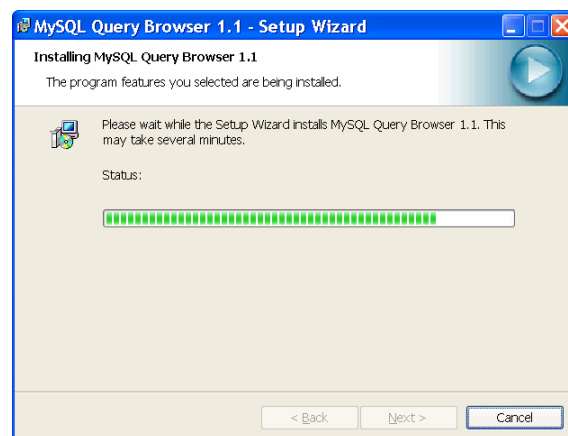 MySQL Query Browser 1.1 - Setup Wizard
Installing MySQL Query Browser 1.1
The program features you selected are being installed.
Please wait while the Setup Wizard installs MySQL Query Browser 1.1. This
may take several minutes.
Status:
< Back
Next >
Cancel